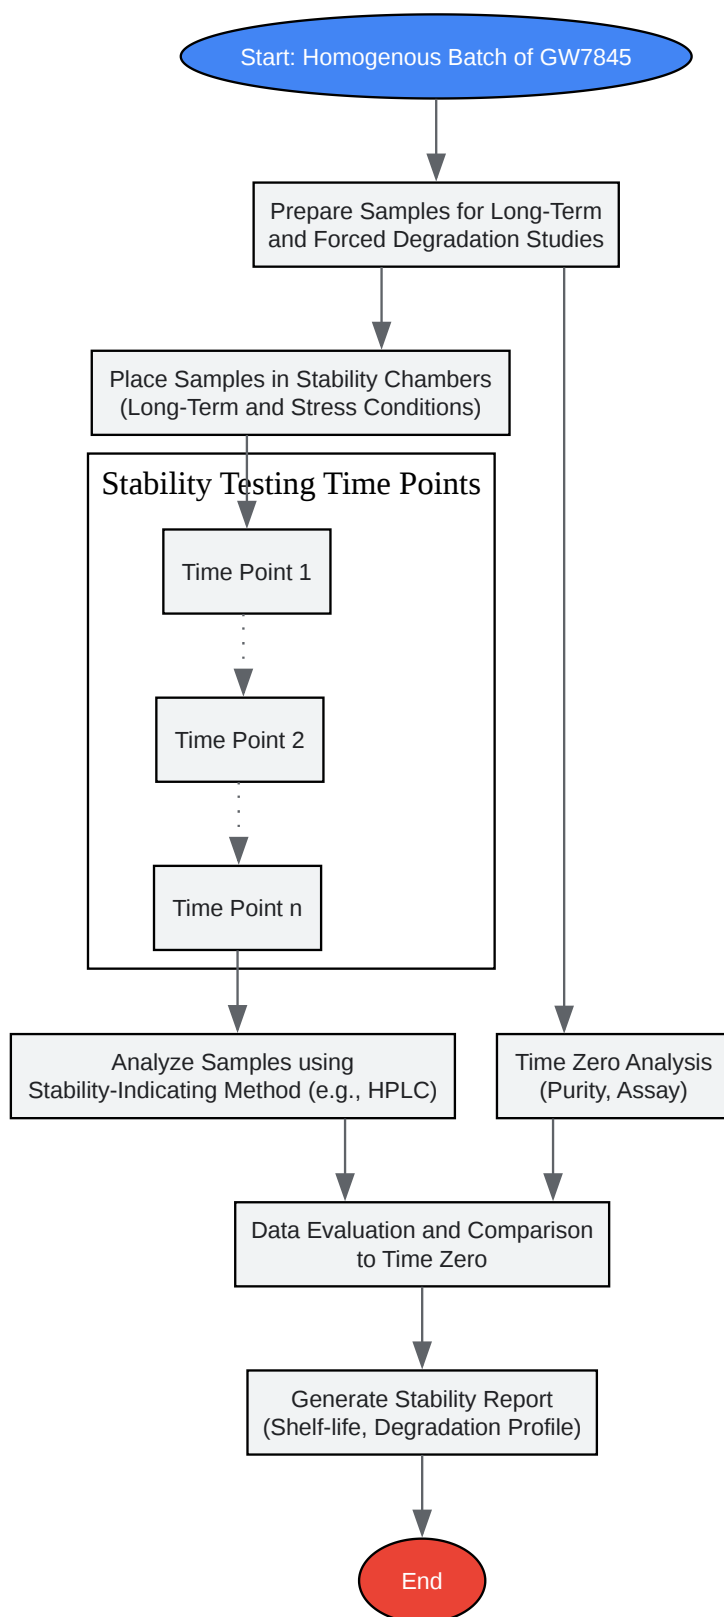 Start: Homogenous Batch of GW7845
Prepare Samples for Long-Term
and Forced Degradation Studies
Place Samples in Stability Chambers
(Long-Term and Stress Conditions)
Stability Testing Time Points
Time Point 1
Time Point 2
Time Point n
Analyze Samples using
Stability-Indicating Method (e.g., HPLC)
Time Zero Analysis
(Purity, Assay)
Data Evaluation and Comparison
to Time Zero
Generate Stability Report
(Shelf-life, Degradation Profile)
End